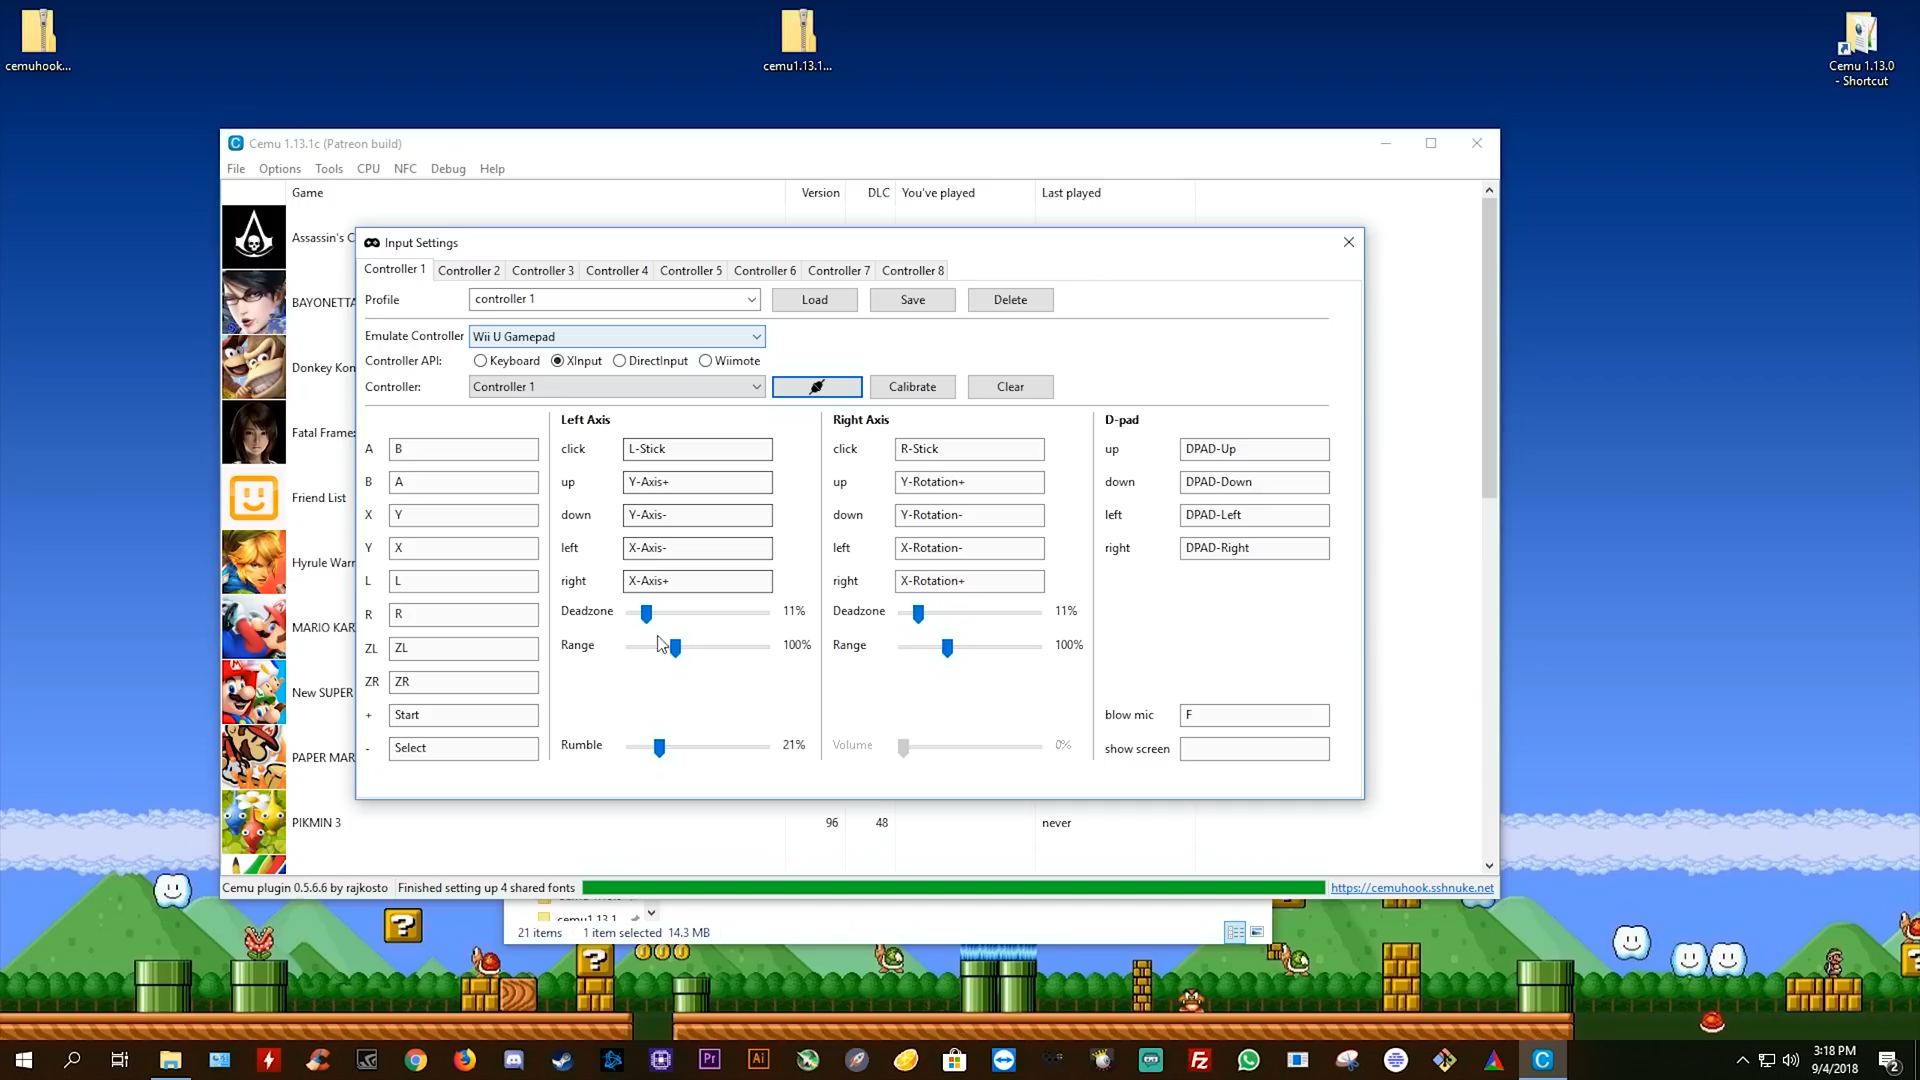 cemuhook...
cemu1.13.1...
Cemu 1.13.0
- Shortcut
Cemu 1.13.1c (Patreon build)
File Options Tools CPU NFC Debug Help
Game Version DLC You've played Last played
Assassin's C
BAYONETTA
Donkey Kon
Fatal Frame:
Friend List
Hyrule Warr
MARIO KAR
New SUPER
PAPER MAR
PIKMIN 3 96 48 never
Input Settings
Controller 1 Controller 2 Controller 3 Controller 4 Controller 5 Controller 6 Controller 7 Controller 8
Profile controller 1 Load Save Delete
Emulate Controller Wii U Gamepad
Controller API: Keyboard XInput DirectInput Wiimote
Controller: Controller 1 Calibrate Clear
Left Axis Right Axis D-pad
A B click L-Stick click R-Stick up DPAD-Up
B A up Y-Axis+ up Y-Rotation+ down DPAD-Down
X Y down Y-Axis- down Y-Rotation- left DPAD-Left
Y X left X-Axis- left X-Rotation- right DPAD-Right
L L right X-Axis+ right X-Rotation+
R R Deadzone 11% Deadzone 11%
ZL ZL Range 100% Range 100%
ZR ZR
+ Start blow mic F
- Select Rumble 21% Volume 0% show screen
Cemu plugin 0.5.6.6 by rajkosto Finished setting up 4 shared fonts https://cemuhook.sshnuke.net
cemu1.13.1
21 items 1 item selected 14.3 MB
3:18 PM
9/4/2018
2